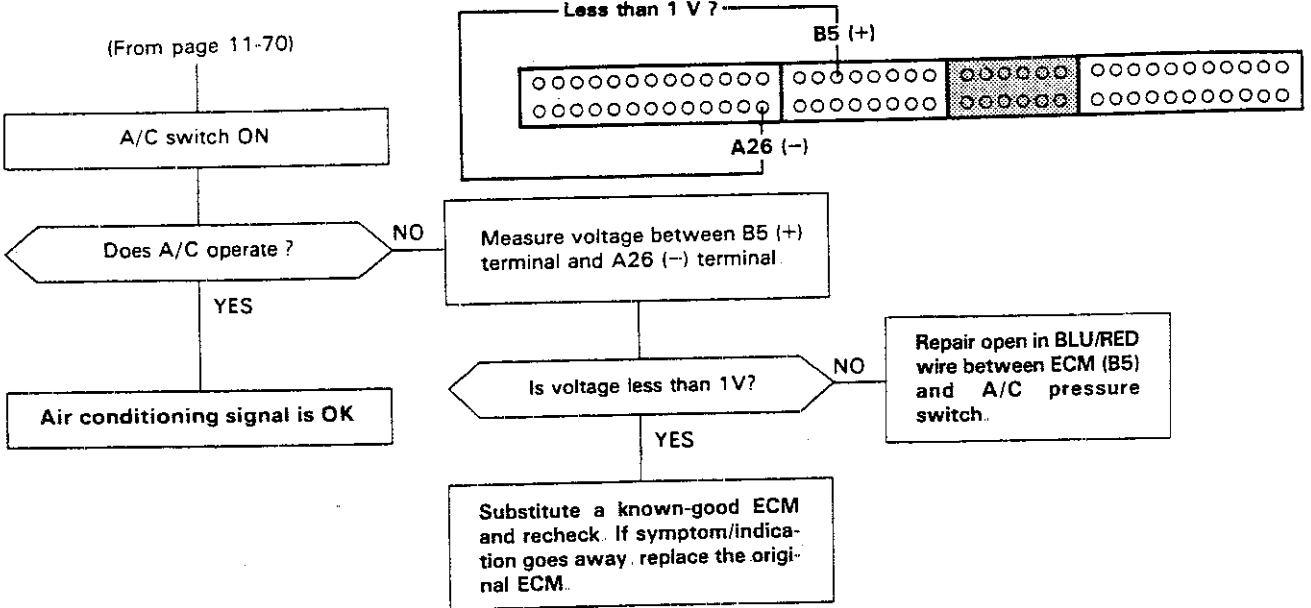 Less than 1 V ?
B5 (+)
A26 (−)
(From page 11-70)
A/C switch ON
Does A/C operate ?
NO
YES
Air conditioning signal is OK
Measure voltage between B5 (+)
terminal and A26 (−) terminal.
Is voltage less than 1V?
NO
YES
Repair open in BLU/RED
wire between ECM (B5)
and A/C pressure
switch.
Substitute a known-good ECM
and recheck. If symptom/indica-
tion goes away, replace the origi-
nal ECM.